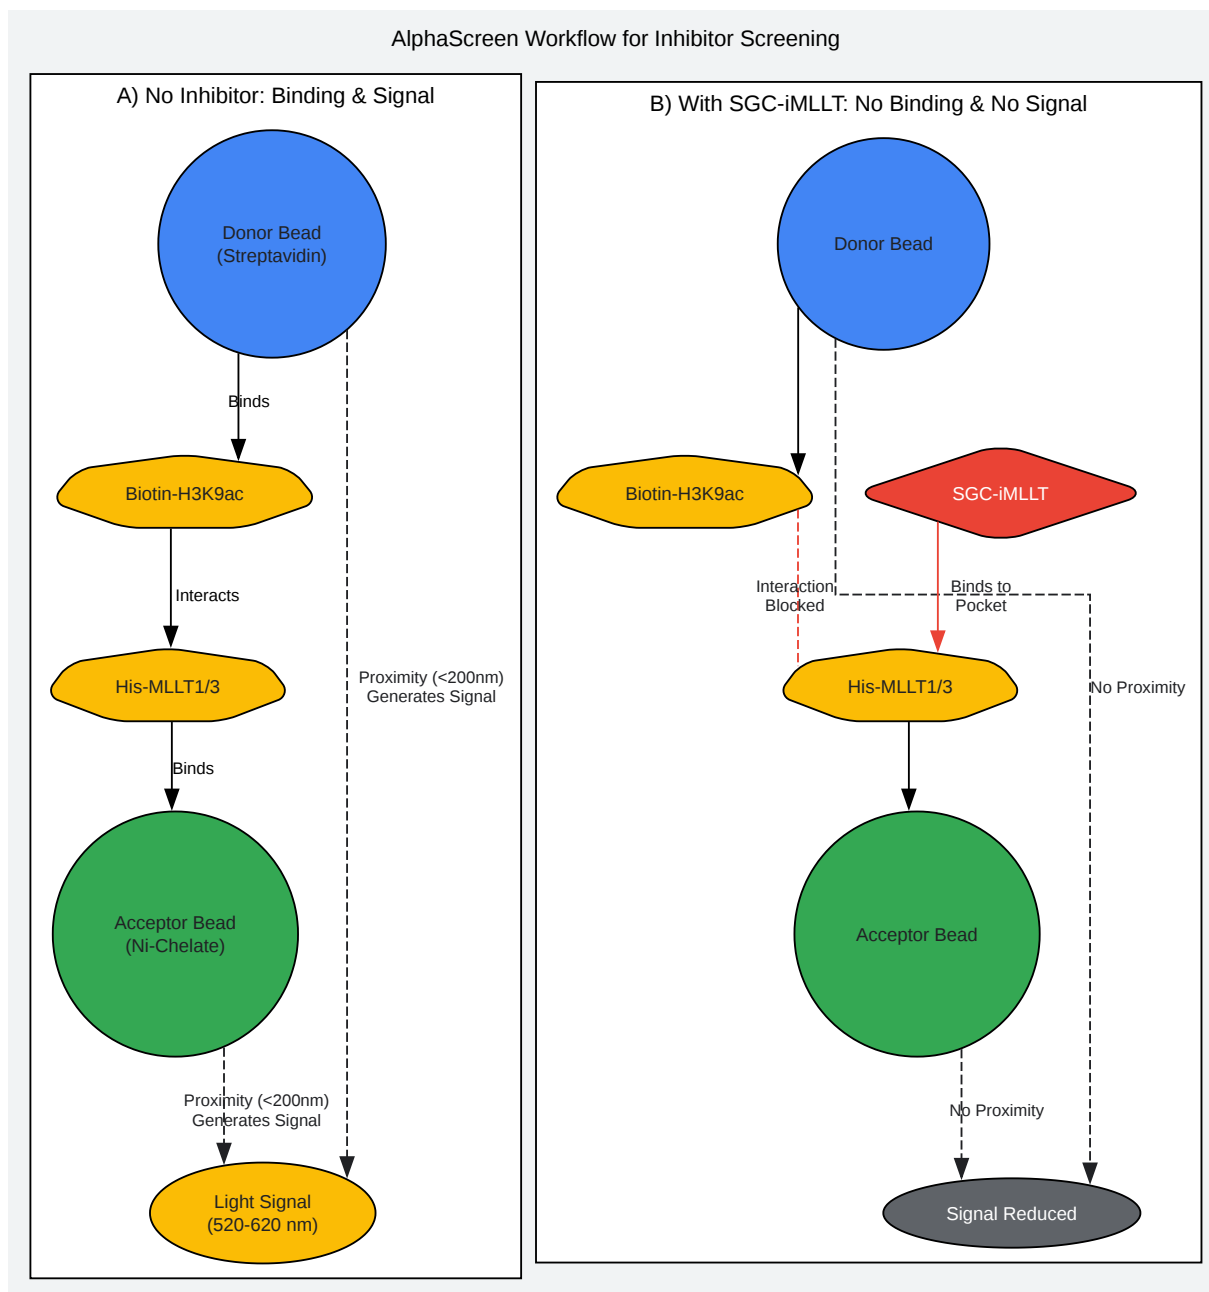 AlphaScreen Workflow for Inhibitor Screening
A) No Inhibitor: Binding & Signal
Donor Bead
(Streptavidin)
Binds
Biotin-H3K9ac
Interacts
His-MLLT1/3
Proximity (<200nm)
Generates Signal
Binds
Acceptor Bead
(Ni-Chelate)
Proximity (<200nm)
Generates Signal
Light Signal
(520-620 nm)
B) With SGC-iMLLT: No Binding & No Signal
Donor Bead
Biotin-H3K9ac
SGC-iMLLT
Interaction
Blocked
Binds to
Pocket
His-MLLT1/3
No Proximity
Acceptor Bead
No Proximity
Signal Reduced